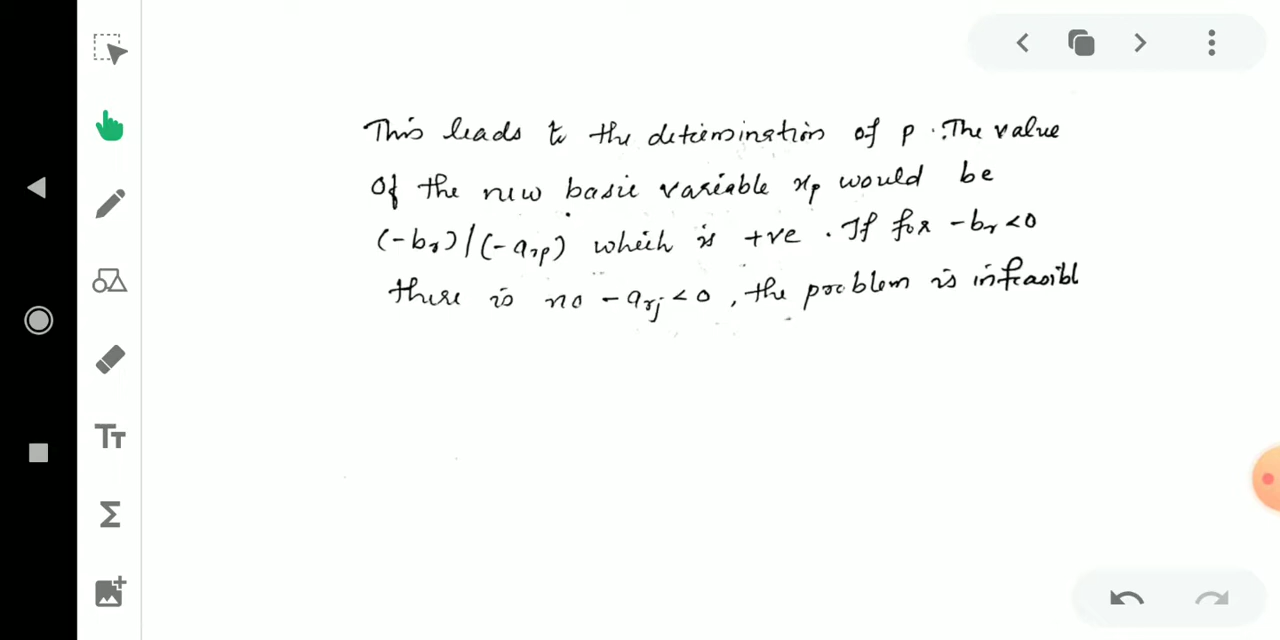 This leads to the determination of p. The value
of the new basic variable xp would be
(-br)/(-arp) which is +ve. If for -br<0
there is no -arj<0, the problem is infeasibl
Tт
Σ